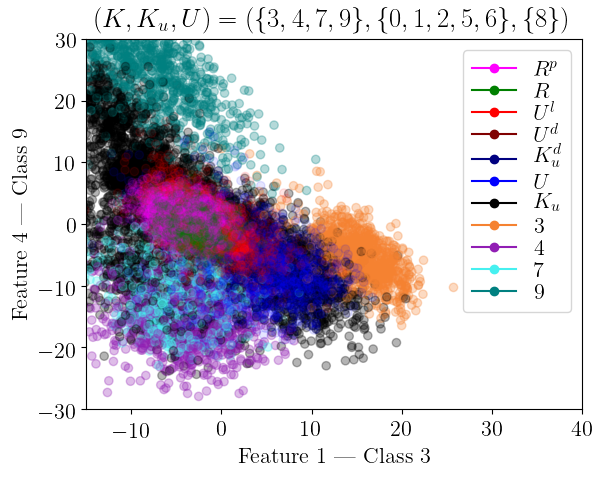 (K, K_u, U) = ({3, 4, 7, 9}, {0, 1, 2, 5, 6}, {8})
30
20
10
0
−10
−20
−30
Feature 4 — Class 9
R^p
R
U^l
U^d
K_u^d
U
K_u
3
4
7
9
−10
0
10
20
30
40
Feature 1 — Class 3